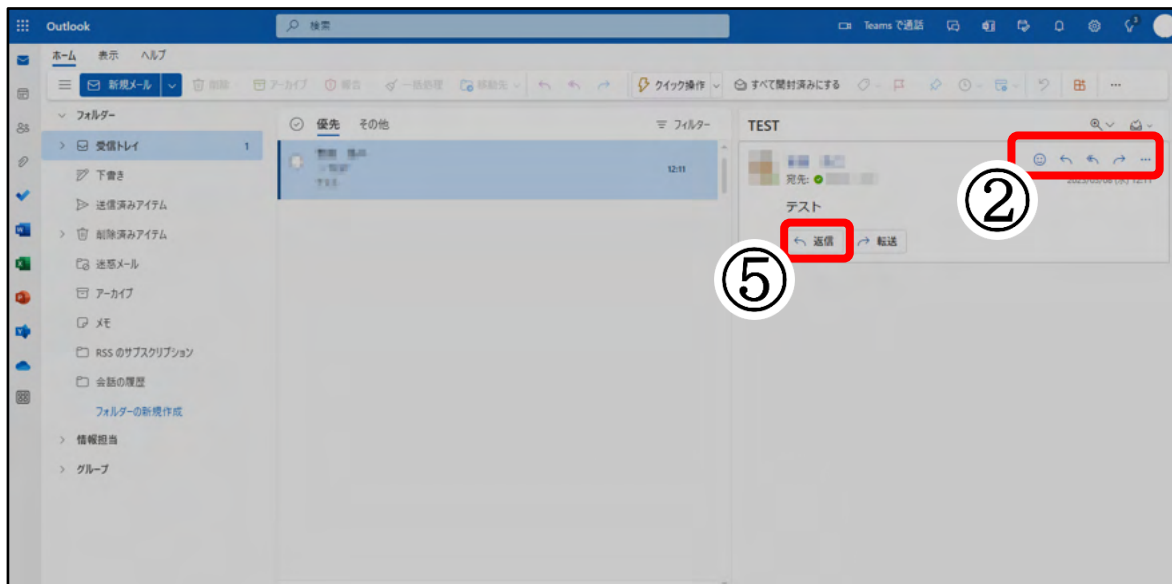 Outlook
検索
Teams で通話
3
ホーム 表示 ヘルプ
新規メール 削除 アーカイブ 報告 一括処理 移動先 クイック操作 すべて開封済みにする
フォルダー
受信トレイ 1
下書き
送信済みアイテム
削除済みアイテム
迷惑メール
アーカイブ
メモ
RSS のサブスクリプション
会話の履歴
フォルダーの新規作成
情報担当
グループ
優先 その他 フィルター
12:11
TEST
②
宛先:
テスト
返信 転送
⑤